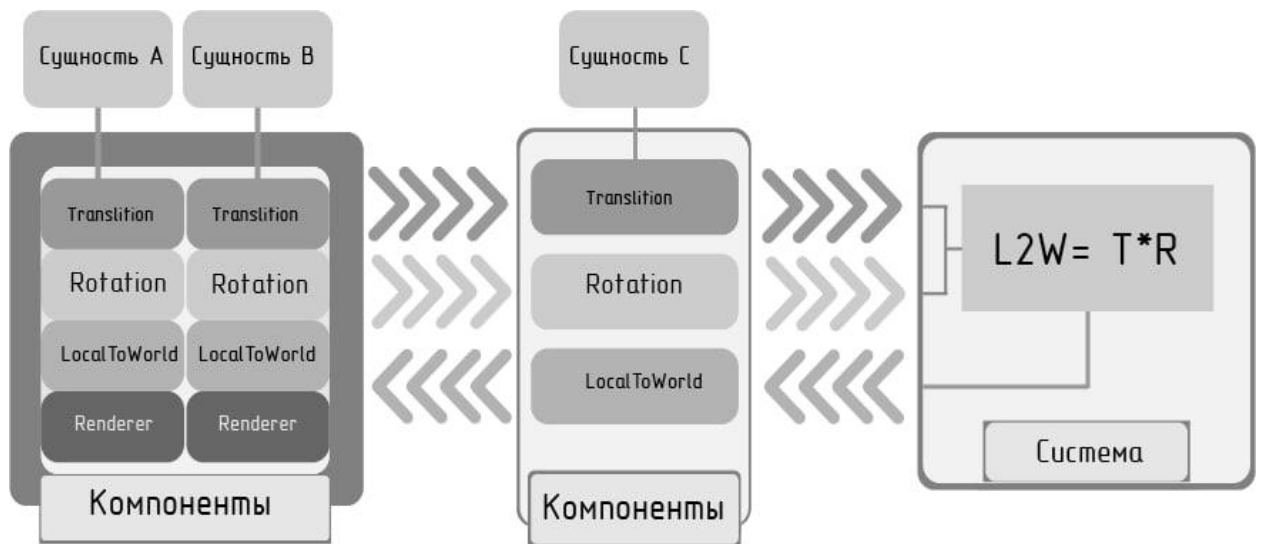 Сущность A
Сущность B
Translition
Translition
Rotation
Rotation
LocalToWorld
LocalToWorld
Renderer
Renderer
Компоненты
Сущность C
Translition
Rotation
LocalToWorld
Компоненты
L2W= T*R
Система